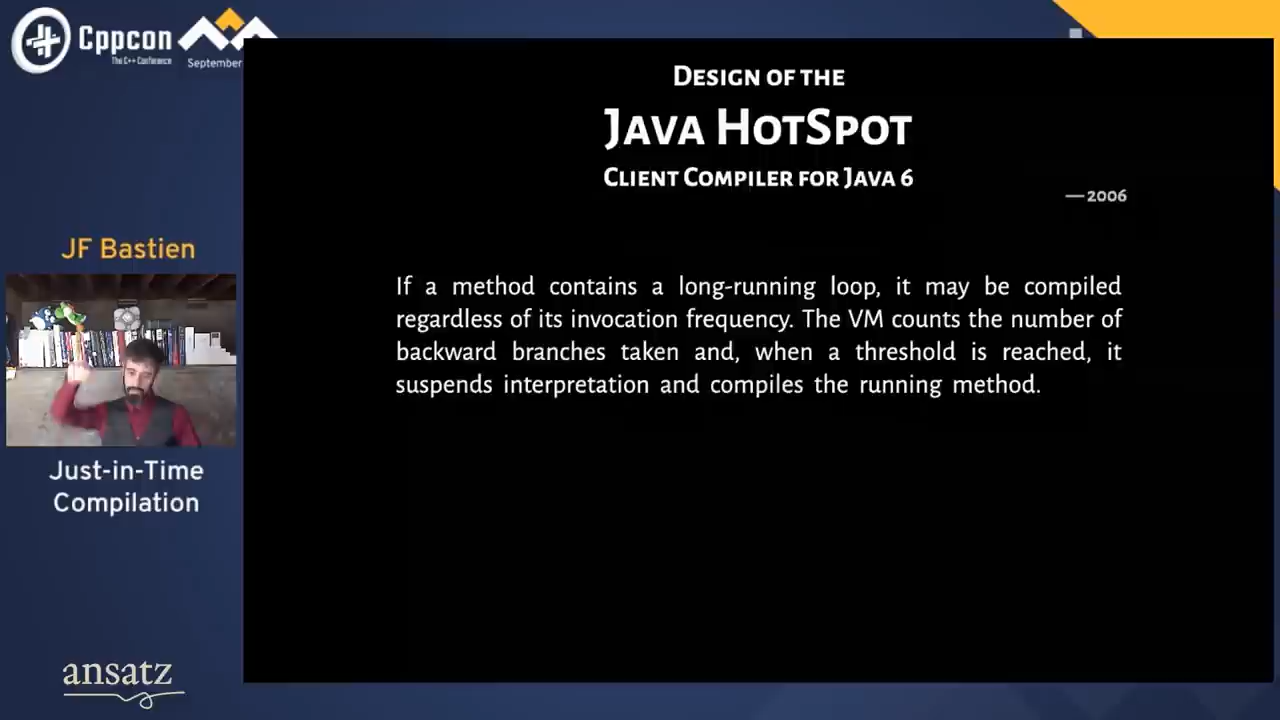 Cppcon
The C++ Conference
September
DESIGN OF THE
JAVA HOTSPOT
CLIENT COMPILER FOR JAVA 6
—2006
JF Bastien
If a method contains a long-running loop, it may be compiled
regardless of its invocation frequency. The VM counts the number of
backward branches taken and, when a threshold is reached, it
suspends interpretation and compiles the running method.
Just-in-Time
Compilation
ansatz